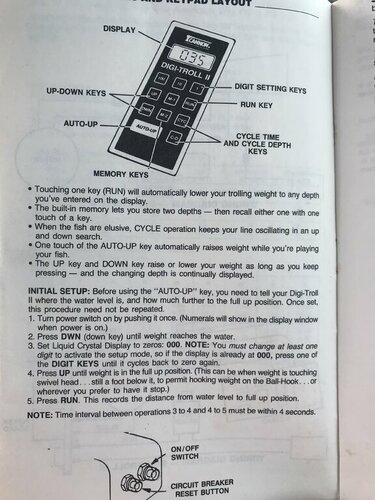 AND KEYPAD LAYOUT
DISPLAY
CANNON
035
DIGI-TROLL II
UP-DOWN KEYS
DIGIT SETTING KEYS
UP
M-1
RUN
RUN KEY
DWN
M-2
CYC
AUTO-UP
AUTO-UP
C-D
CYCLE TIME
AND CYCLE DEPTH
KEYS
MEMORY KEYS
• Touching one key (RUN) will automatically lower your trolling weight to any depth
you've entered on the display.
• The built-in memory lets you store two depths — then recall either one with one
touch of a key.
• When the fish are elusive, CYCLE operation keeps your line oscillating in an up
and down search.
• One touch of the AUTO-UP key automatically raises weight while you're playing
your fish.
• The UP key and DOWN key raise or lower your weight as long as you keep
pressing — and the changing depth is continually displayed.
INITIAL SETUP: Before using the "AUTO-UP" key, you need to tell your Digi-Troll
II where the water level is, and how much further to the full up position. Once set,
this procedure need not be repeated.
1. Turn power switch on by pushing it once. (Numerals will show in the display window
when power is on.)
2. Press DWN (down key) until weight reaches the water.
3. Set Liquid Crystal Display to zeros: 000. NOTE: You must change at least one
digit to activate the setup mode, so if the display is already at 000, press one of
the DIGIT KEYS until it cycles back to zero again.
4. Press UP until weight is in the full up position. (This can be when weight is touching
swivel head . . . still a foot below it, to permit hooking weight on the Ball-Hook . . . or
wherever you prefer to have it stop.)
5. Press RUN. This records the distance from water level to full up position.
NOTE: Time interval between operations 3 to 4 and 4 to 5 must be within 4 seconds.
ON/OFF
SWITCH
CIRCUIT BREAKER
RESET BUTTON